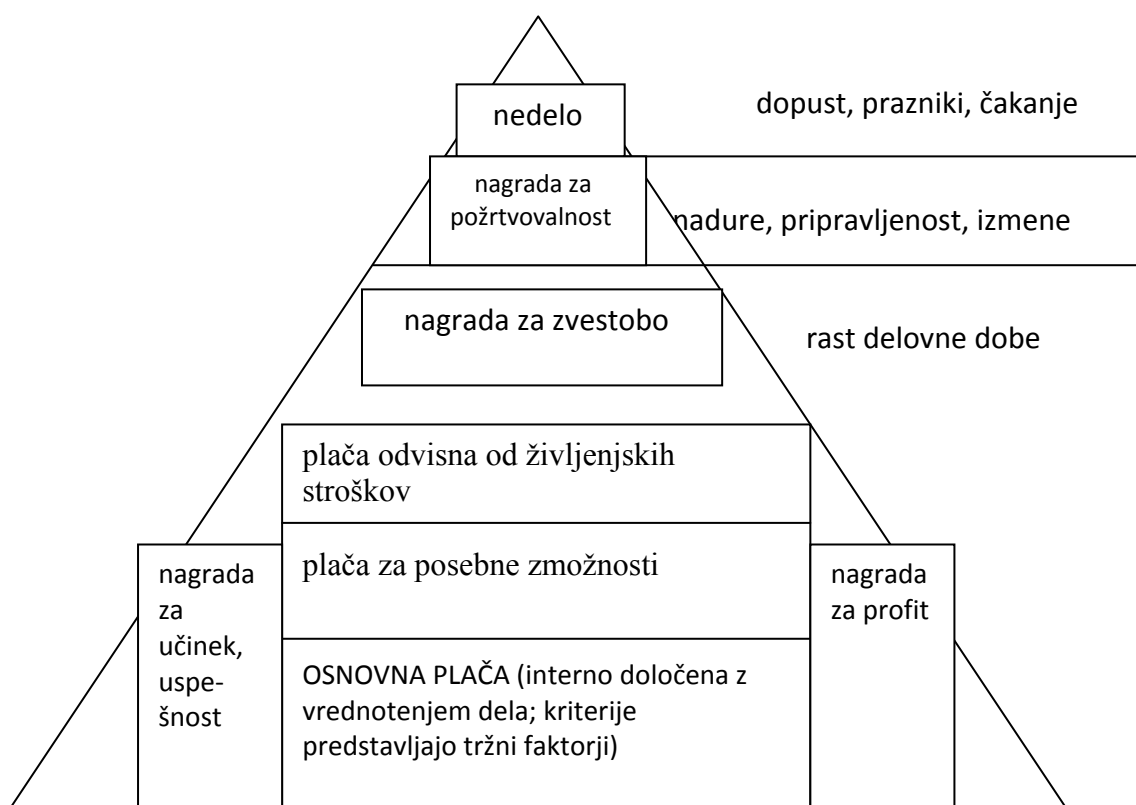 nedelo
dopust, prazniki, čakanje
nagrada za
požrtvovalnost
nadure, pripravljenost, izmene
nagrada za zvestobo
rast delovne dobe
plača odvisna od življenjskih
stroškov
plača za posebne zmožnosti
nagrada
za
učinek,
uspe-
šnost
nagrada
za profit
OSNOVNA PLAČA (interno določena z
vrednotenjem dela; kriterije
predstavljajo tržni faktorji)